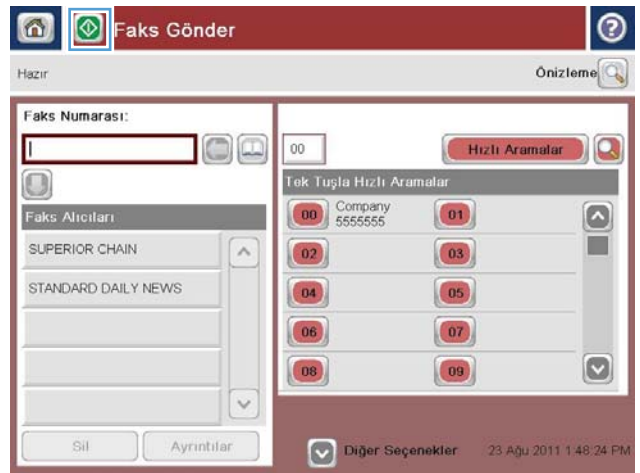 Faks Gönder
Hazır
Önizleme
Faks Numarası:
00
Hızlı Aramalar
Tek Tuşla Hızlı Aramalar
Faks Alıcıları
00 Company 01
5555555
SUPERIOR CHAIN
02 03
STANDARD DAILY NEWS
04 05
06 07
08 09
Sil Ayrıntılar
Diğer Seçenekler 23 Ağu 2011 1:48:24 PM